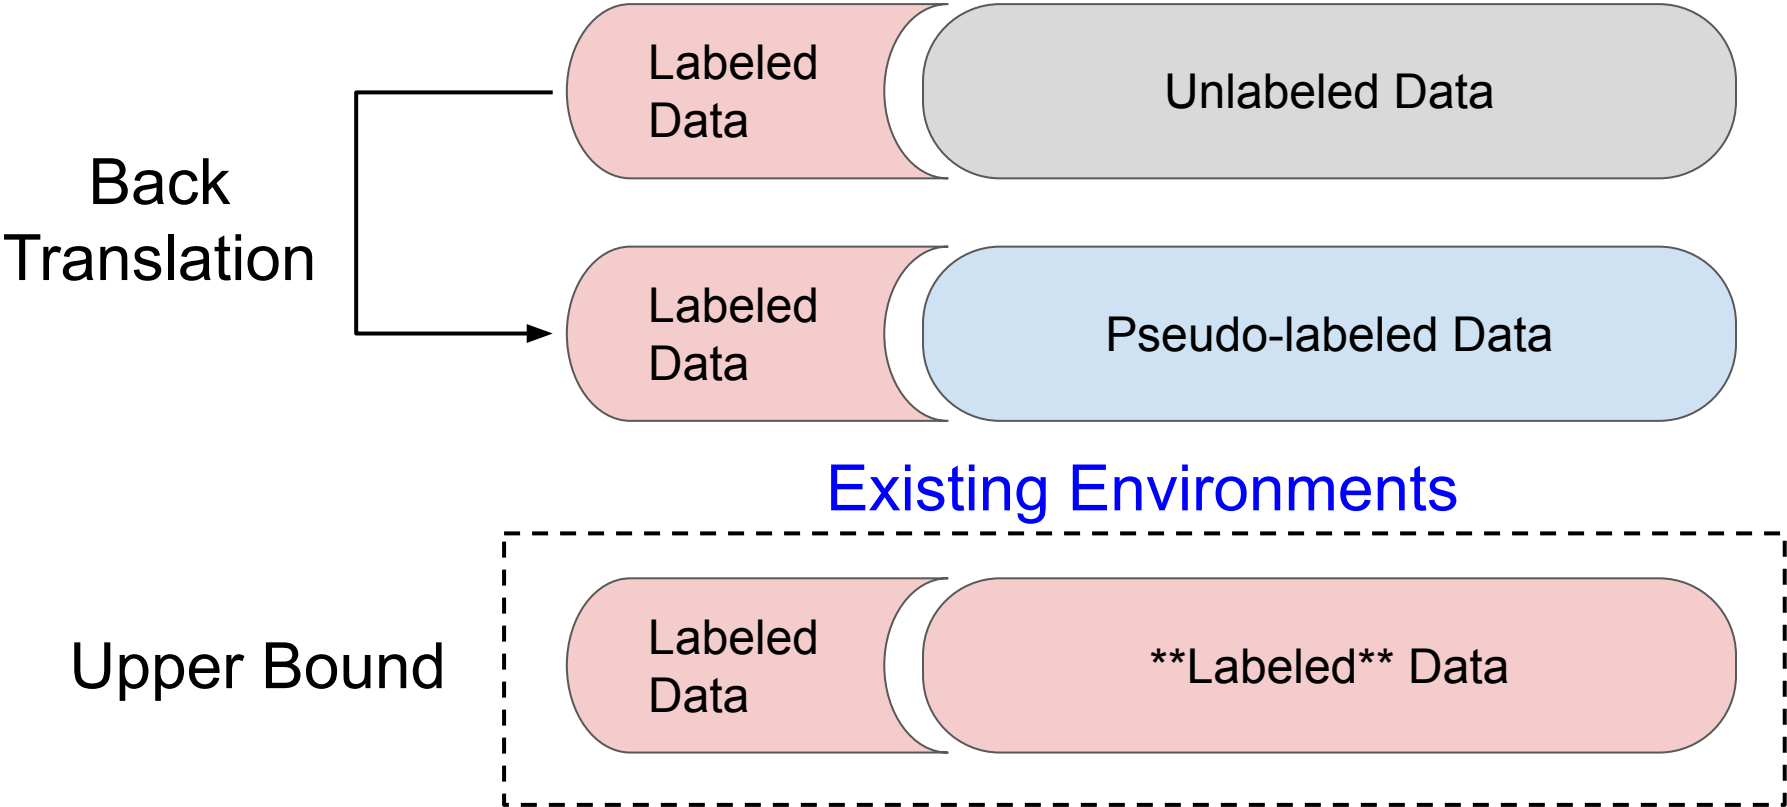 Labeled
Data
Unlabeled Data
Back
Translation
Labeled
Data
Pseudo-labeled Data
Existing Environments
Upper Bound
Labeled
Data
**Labeled** Data